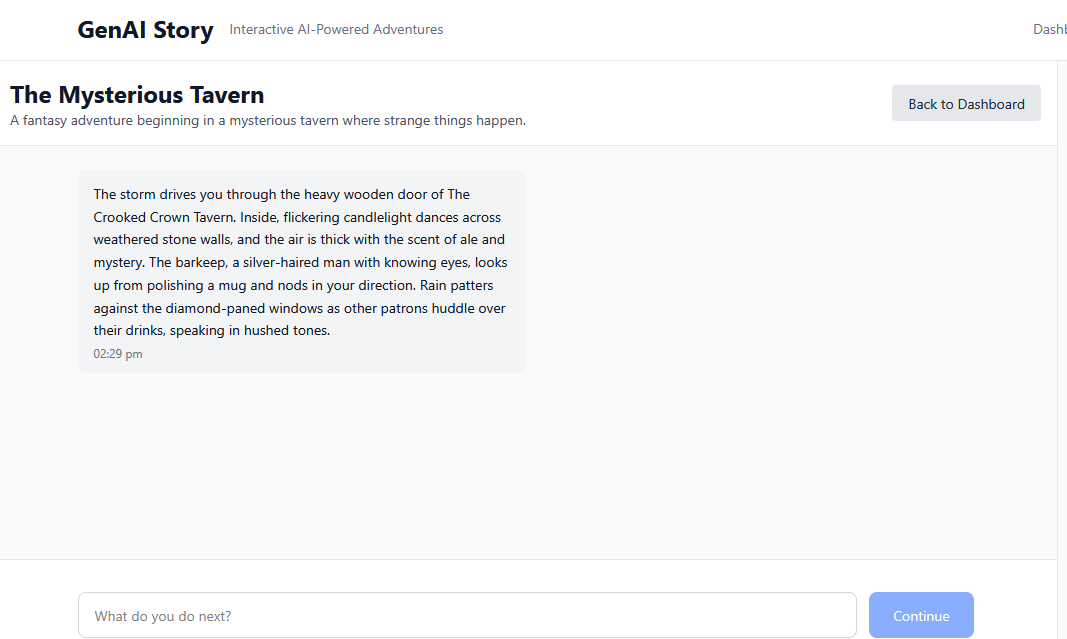 GenAI Story
Interactive AI-Powered Adventures
Dashb
The Mysterious Tavern
A fantasy adventure beginning in a mysterious tavern where strange things happen.
Back to Dashboard
The storm drives you through the heavy wooden door of The
Crooked Crown Tavern. Inside, flickering candlelight dances across
weathered stone walls, and the air is thick with the scent of ale and
mystery. The barkeep, a silver-haired man with knowing eyes, looks
up from polishing a mug and nods in your direction. Rain patters
against the diamond-paned windows as other patrons huddle over
their drinks, speaking in hushed tones.
02:29 pm
What do you do next?
Continue